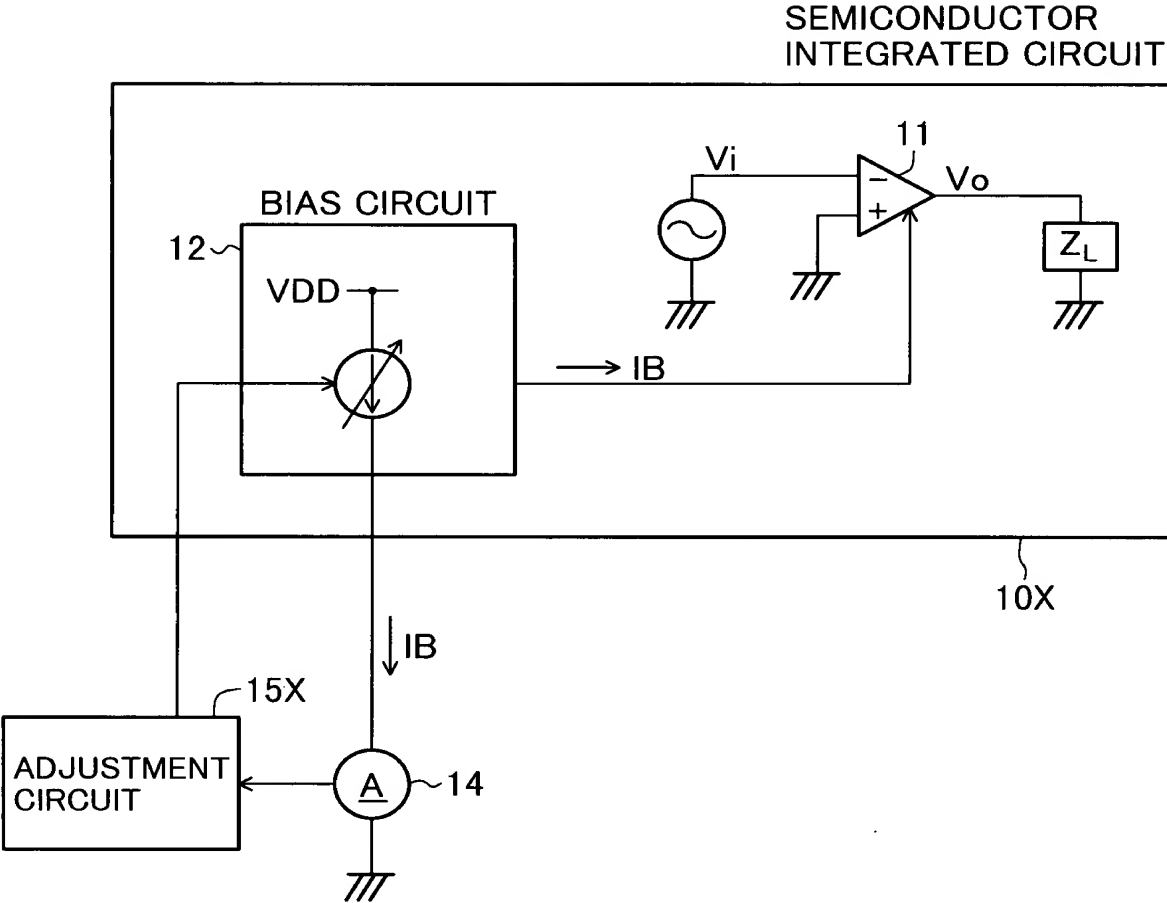 SEMICONDUCTOR
INTEGRATED CIRCUIT
11
Vi
Vo
−
+
ZL
BIAS CIRCUIT
12
VDD
IB
10X
IB
15X
ADJUSTMENT
CIRCUIT
A
14